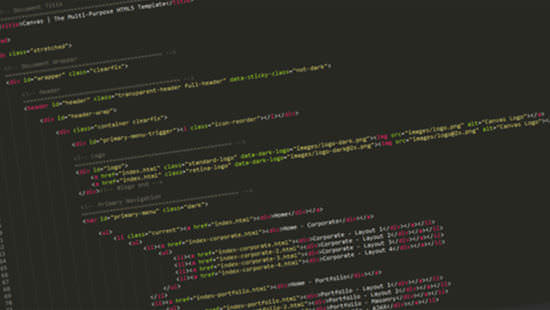 <!-- Document Title
<title>Canvas | The Multi-Purpose HTML5 Template</title>
class="stretched">
<!-- Document Wrapper
<div id="wrapper" class="clearfix">
<!-- Header
<header id="header" class="transparent-header full-header" data-sticky-class="not-dark">
<div id="header-wrap">
<div class="container clearfix">
<div id="primary-menu-trigger"><i class="icon-reorder"></i></div>
<!-- Logo
<div id="logo">
<a href="index.html" class="standard-logo" data-dark-logo="images/logo-dark.png"><img src="images/logo.png" alt="Canvas Logo"></a>
<a href="index.html" class="retina-logo" data-dark-logo="images/logo-dark@2x.png"><img src="images/logo@2x.png" alt="Canvas Logo">
</div><!-- #logo end -->
<!-- Primary Navigation
<nav id="primary-menu" class="dark">
<ul>
<li class="current"><a href="index.html"><div>Home</div></a>
<ul>
<li><a href="index-corporate.html"><div>Home - Corporate</div></a>
<ul>
<li><a href="index-corporate.html"><div>Corporate - Layout 1</div></a></li>
<li><a href="index-corporate-2.html"><div>Corporate - Layout 2</div></a></li>
<li><a href="index-corporate-3.html"><div>Corporate - Layout 3</div></a></li>
<li><a href="index-corporate-4.html"><div>Corporate - Layout 4</div></a></li>
</ul>
</li>
<li><a href="index-portfolio.html"><div>Home - Portfolio</div></a>
<ul>
<li><a href="index-portfolio.html"><div>Portfolio - Layout 1</div></a></li>
<li><a href="index-portfolio-2.html"><div>Portfolio - Layout 2</div></a></li>
<div>Portfolio - Masonry</div></a></li>